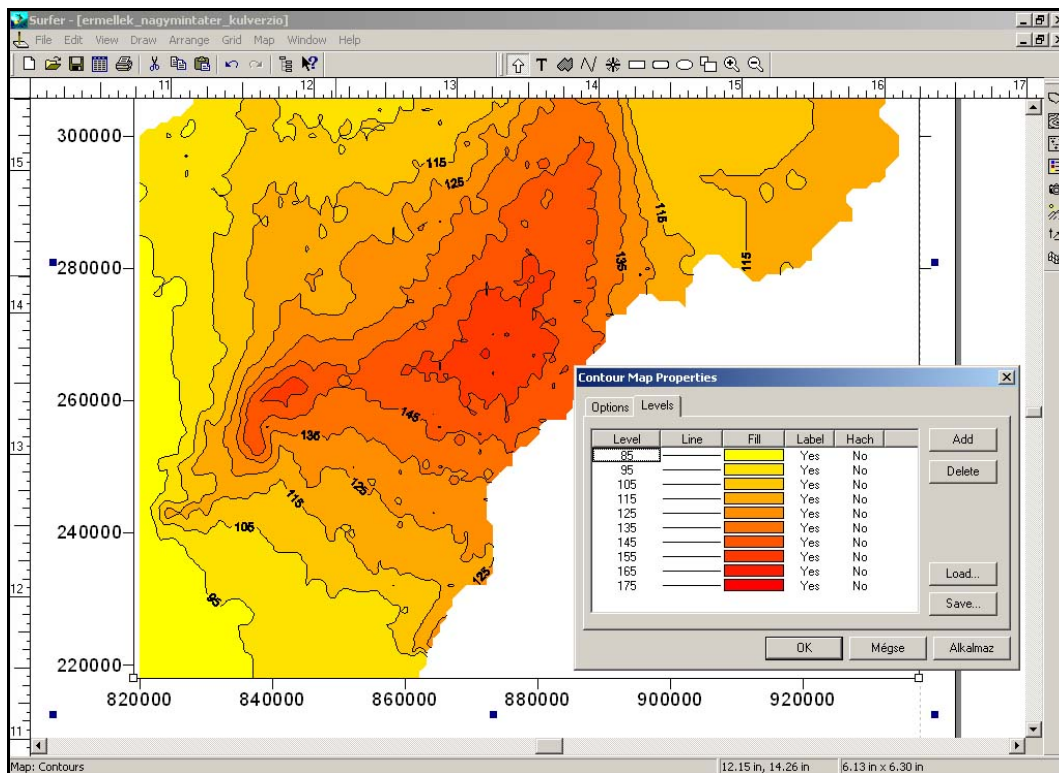 Surfer - [ermellek_nagymintater_kulverzio]
File Edit View Draw Arrange Grid Map Window Help
11 12 13 14 15 16 17
15
14
13
12
11
300000
280000
260000
240000
220000
820000 840000 860000 880000 900000 920000
115
125
115
135
115
145
135
125
115
105
125
95
Contour Map Properties
Options Levels
Level Line Fill Label Hach
85 Yes No
95 Yes No
105 Yes No
115 Yes No
125 Yes No
135 Yes No
145 Yes No
155 Yes No
165 Yes No
175 Yes No
Add
Delete
Load...
Save...
OK Mégse Alkalmaz
Map: Contours 12.15 in, 14.26 in 6.13 in x 6.30 in